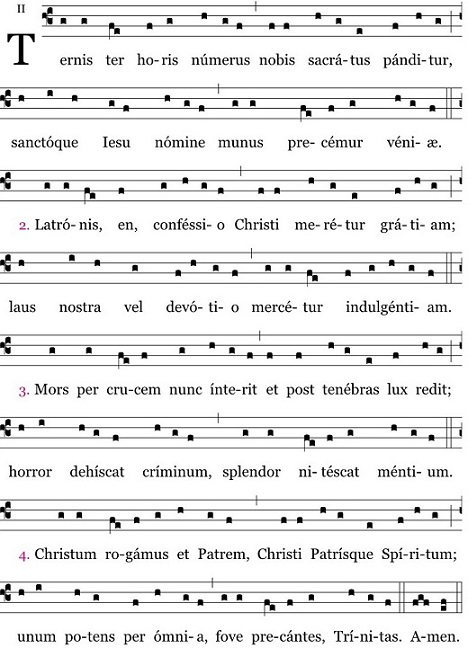 II
Ternis ter ho-ris númerus nobis sacrá-tus pándi-tur,
sanctóque Iesu nómine munus pre-cémur véni-æ.
2. Latró-nis, en, conféssi-o Christi me-ré-tur grá-ti-am;
laus nostra vel devó-ti-o mercé-tur indulgénti-am.
3. Mors per cru-cem nunc ínte-rit et post tenébras lux redit;
horror dehíscat críminum, splendor ni-téscat ménti-um.
4. Christum ro-gámus et Patrem, Christi Patrísque Spí-ri-tum;
unum po-tens per ómni-a, fove pre-cántes, Trí-ni-tas. A-men.